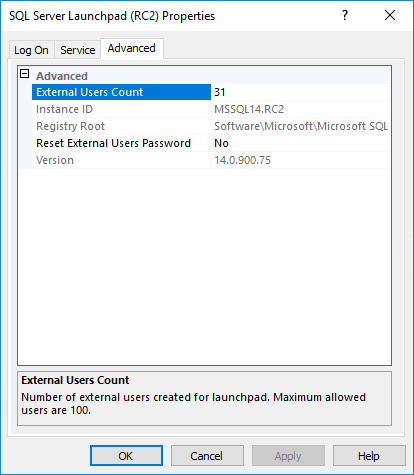 SQL Server Launchpad (RC2) Properties ?
Log On Service Advanced
Advanced
External Users Count 31
Instance ID MSSQL14.RC2
Registry Root Software\Microsoft\Microsoft SQL
Reset External Users Password No
Version 14.0.900.75
External Users Count
Number of external users created for launchpad. Maximum allowed
users are 100.
OK Cancel Apply Help